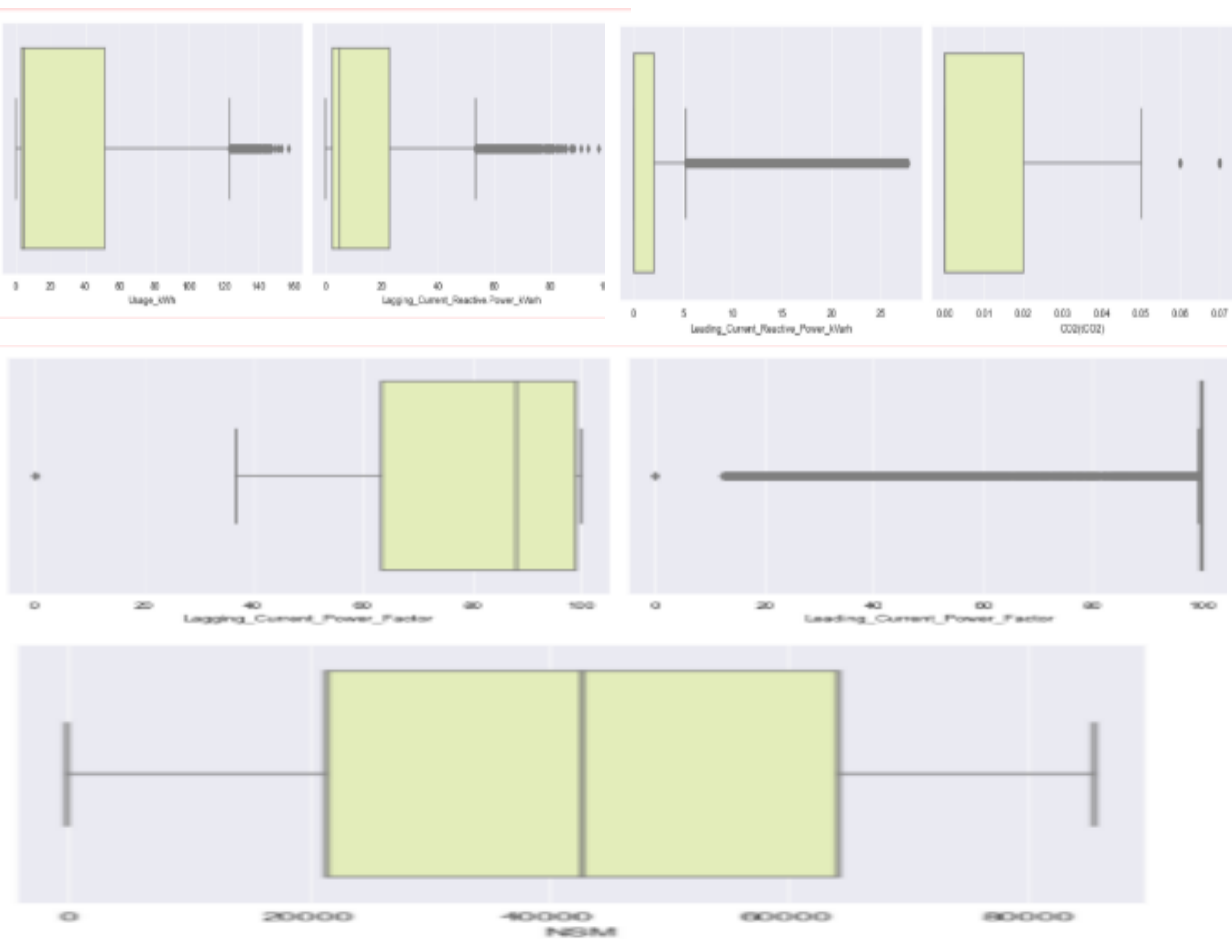 0 20 40 60 80 100 120 140 160
Usage_kWh
0 20 40 60 80 1
Lagging_Current_Reactive.Power_kVarh
0 5 10 15 20 25
Leading_Current_Reactive_Power_kVarh
0.00 0.01 0.02 0.03 0.04 0.05 0.06 0.07
CO2)(CO2)
0 20 40 60 80 100
Lagging_Current_Power_Factor
0 20 40 60 80 100
Leading_Current_Power_Factor
0 20000 40000 60000 80000
NSM